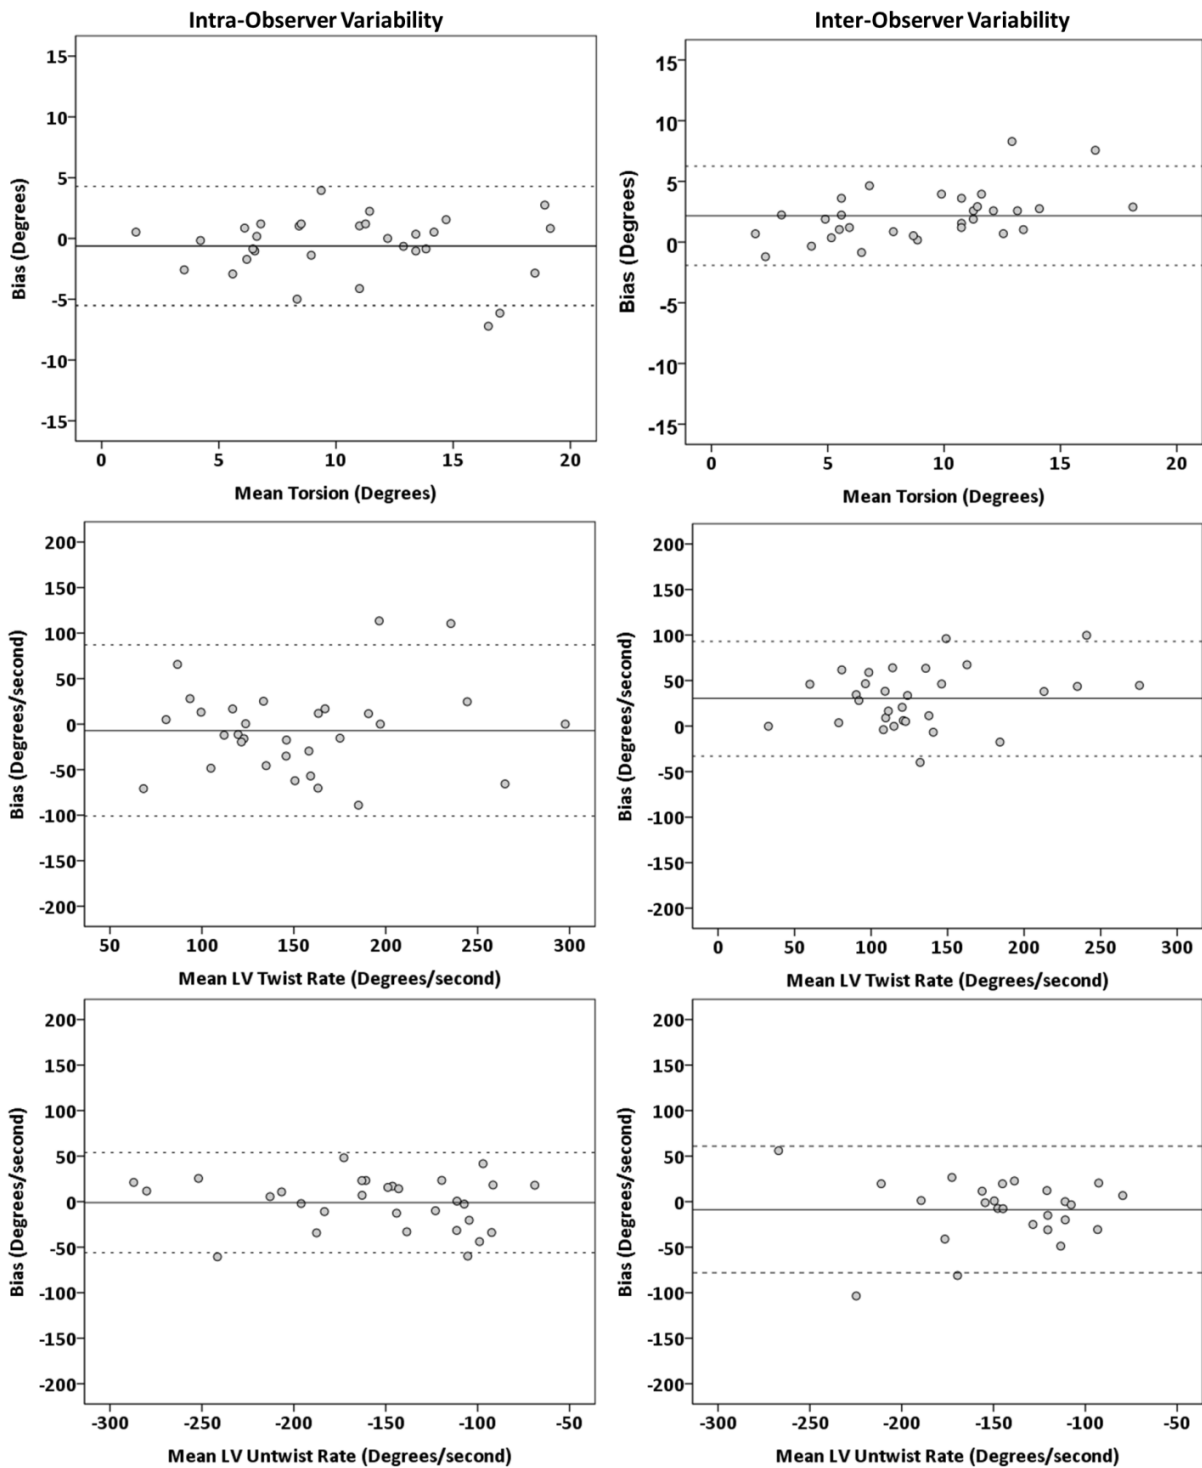 Intra-Observer Variability
Inter-Observer Variability
15
10
5
0
-5
-10
-15
Bias (Degrees)
0 5 10 15 20
Mean Torsion (Degrees)
15
10
5
0
-5
-10
-15
Bias (Degrees)
0 5 10 15 20
Mean Torsion (Degrees)
200
150
100
50
0
-50
-100
-150
-200
Bias (Degrees/second)
50 100 150 200 250 300
Mean LV Twist Rate (Degrees/second)
200
150
100
50
0
-50
-100
-150
-200
Bias (Degrees/second)
0 50 100 150 200 250 300
Mean LV Twist Rate (Degrees/second)
200
150
100
50
0
-50
-100
-150
-200
Bias (Degrees/second)
-300 -250 -200 -150 -100 -50
Mean LV Untwist Rate (Degrees/second)
200
150
100
50
0
-50
-100
-150
-200
Bias (Degrees/second)
-300 -250 -200 -150 -100 -50
Mean LV Untwist Rate (Degrees/second)